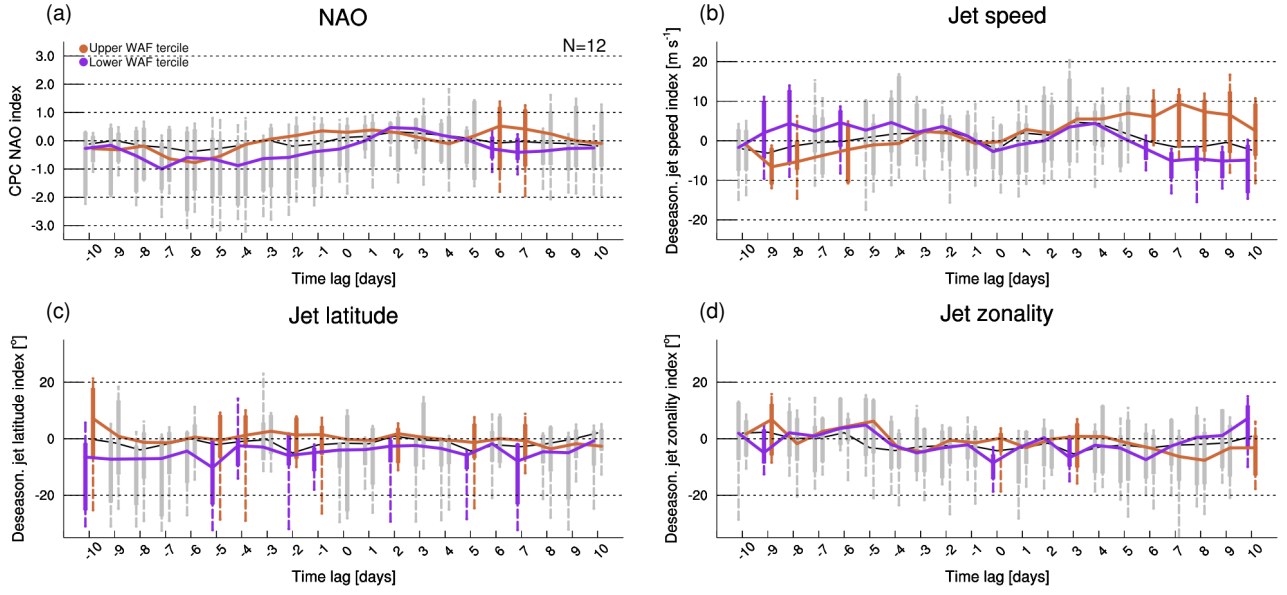 (a)
NAO
Upper WAF tercile
Lower WAF tercile
N=12
CPC NAO index
3.0
2.0
1.0
0.0
-1.0
-2.0
-3.0
-10 -9 -8 -7 -6 -5 -4 -3 -2 -1 0 1 2 3 4 5 6 7 8 9 10
Time lag [days]
(b)
Jet speed
Deseason. jet speed index [m s⁻¹]
20
10
0
-10
-20
-10 -9 -8 -7 -6 -5 -4 -3 -2 -1 0 1 2 3 4 5 6 7 8 9 10
Time lag [days]
(c)
Jet latitude
Deseason. jet latitude index [°]
20
0
-20
-10 -9 -8 -7 -6 -5 -4 -3 -2 -1 0 1 2 3 4 5 6 7 8 9 10
Time lag [days]
(d)
Jet zonality
Deseason. jet zonality index [°]
20
0
-20
-10 -9 -8 -7 -6 -5 -4 -3 -2 -1 0 1 2 3 4 5 6 7 8 9 10
Time lag [days]